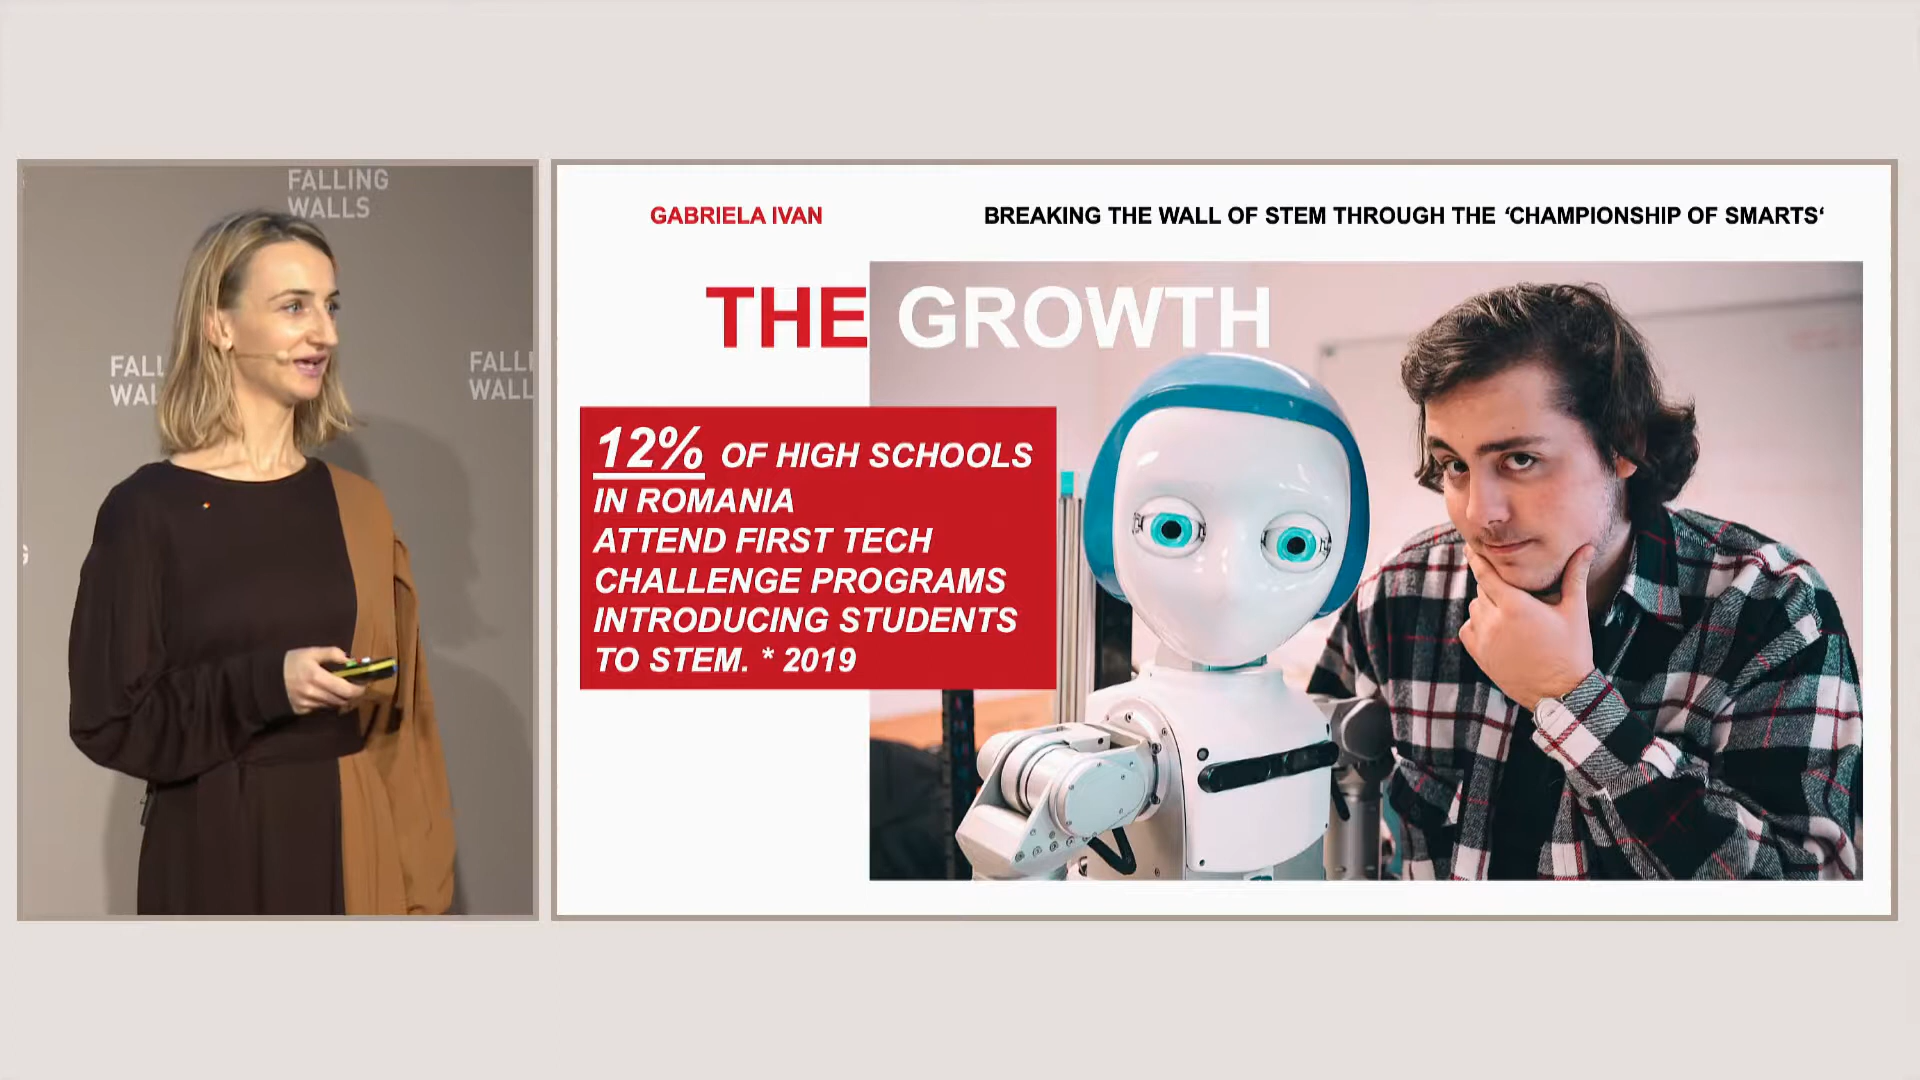 FALLING
WALLS
FALL
WAL
FALL
WALL
G
GABRIELA IVAN
BREAKING THE WALL OF STEM THROUGH THE ‘CHAMPIONSHIP OF SMARTS‘
THE GROWTH
12% OF HIGH SCHOOLS
IN ROMANIA
ATTEND FIRST TECH
CHALLENGE PROGRAMS
INTRODUCING STUDENTS
TO STEM. * 2019